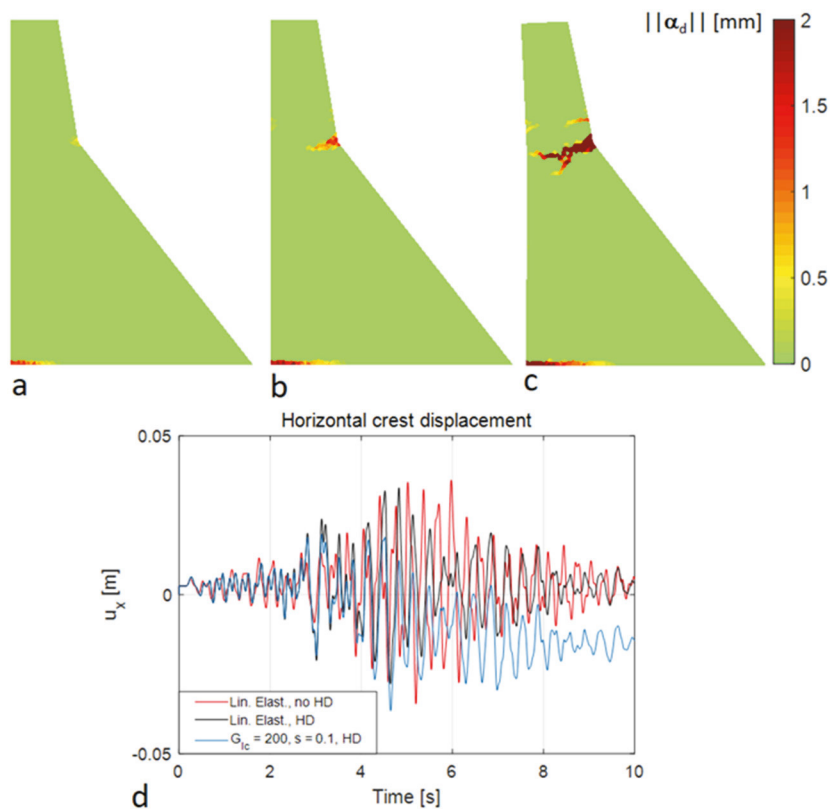 ||α_d|| [mm]
2
1.5
1
0.5
0
a
b
c
Horizontal crest displacement
0.05
0
-0.05
u_x [m]
Lin. Elast., no HD
Lin. Elast., HD
G_Ic = 200, s = 0.1, HD
0 2 4 6 8 10
Time [s]
d